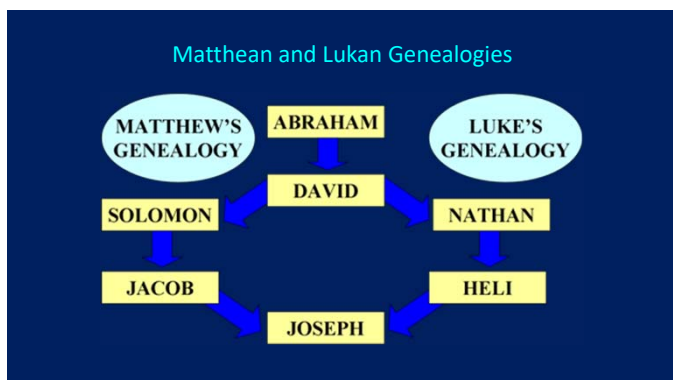 Matthean and Lukan Genealogies
MATTHEW'S
GENEALOGY
ABRAHAM
LUKE'S
GENEALOGY
DAVID
SOLOMON
NATHAN
JACOB
HELI
JOSEPH